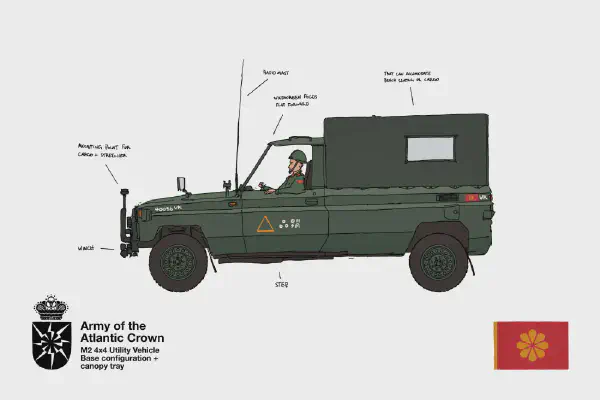 RADIO MAST
WINDSCREEN FOLDS
FLAT FORWARD
TRAY CAN ACCOMMODATE
BENCH SEATING OR CARGO
MOUNTING POINT FOR
CARGO + STRETCHER
WINCH
STEP
Army of the
Atlantic Crown
M2 4x4 Utility Vehicle
Base configuration +
canopy tray